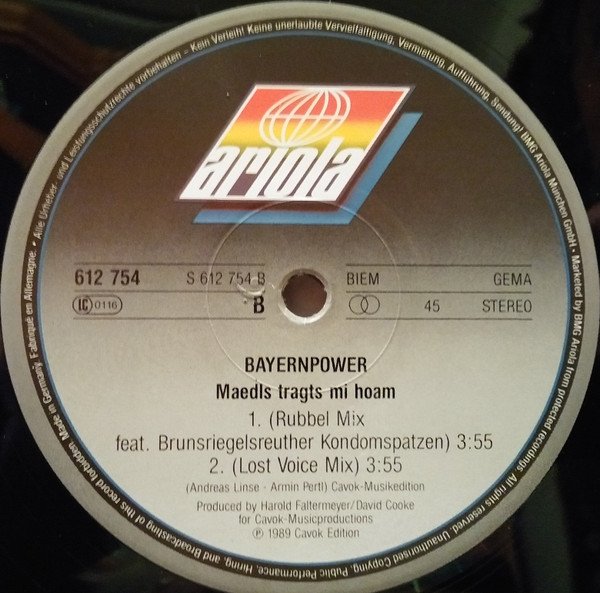 ariola
612 754 S 612 754 B BIEM GEMA
LC 0116 B 45 STEREO
BAYERNPOWER
Maedls tragts mi hoam
1. (Rubbel Mix
feat. Brunsriegelsreuther Kondomspatzen) 3:55
2. (Lost Voice Mix) 3:55
(Andreas Linse · Armin Pertl) Cavok-Musikedition
Produced by Harold Faltermeyer/David Cooke
for Cavok-Musicproductions
℗ 1989 Cavok Edition
Made in Germany. Fabriqué en Allemagne. • Alle Urheber- und Leistungsschutzrechte vorbehalten – Kein Verleih! Keine unerlaubte Vervielfältigung, Vermietung, Aufführung, Sendung! BMG Ariola München GmbH • Marketed by BMG Ariola from protected recordings. All rights reserved. Unauthorised Copying, Public Performance, Hiring, and Broadcasting of this record forbidden.